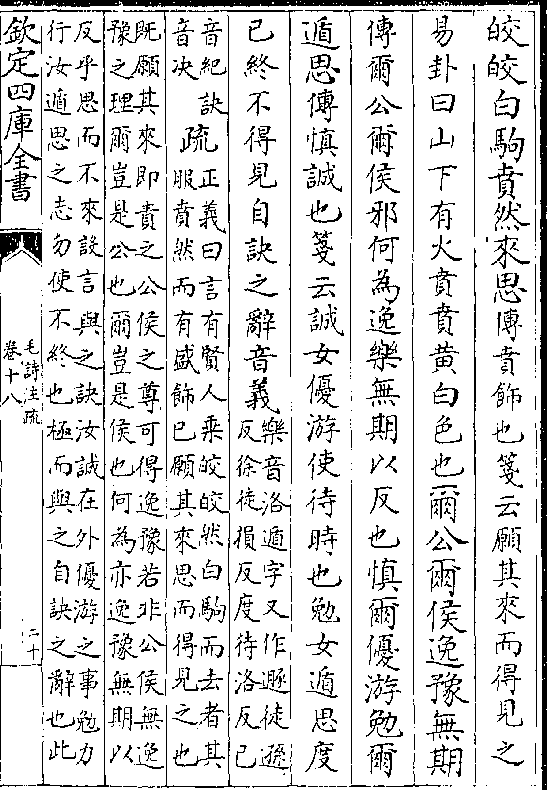 皎皎白駒賁然來思傳賁飾也箋云願其來而得見之
易卦曰山下有火賁賁黄白色也爾公爾侯逸豫無期
傳爾公爾侯邪何為逸樂無期以反也慎爾優游勉爾
遁思傳慎誠也箋云誠女優游使待時也勉女遁思度
已終不得見自訣之辭音義
樂音洛遁字又作遯徒遜
反徐徒損反度待洛反已
音紀訣
音决
疏
正義曰言有賢人乘皎皎然白駒而去者其
服賁然而有盛飾已願其來思而得見之也
既願其來即責之公侯之尊可得逸豫若非公侯無逸
豫之理爾豈是公也爾豈是侯也何為亦逸豫無期以
反乎思而不來設言與之訣汝誠在外優游之事勉力
行汝遁思之志勿使不終也極而與之自訣之辭也此
欽定四庫全書
毛詩注疏
卷十八
二十